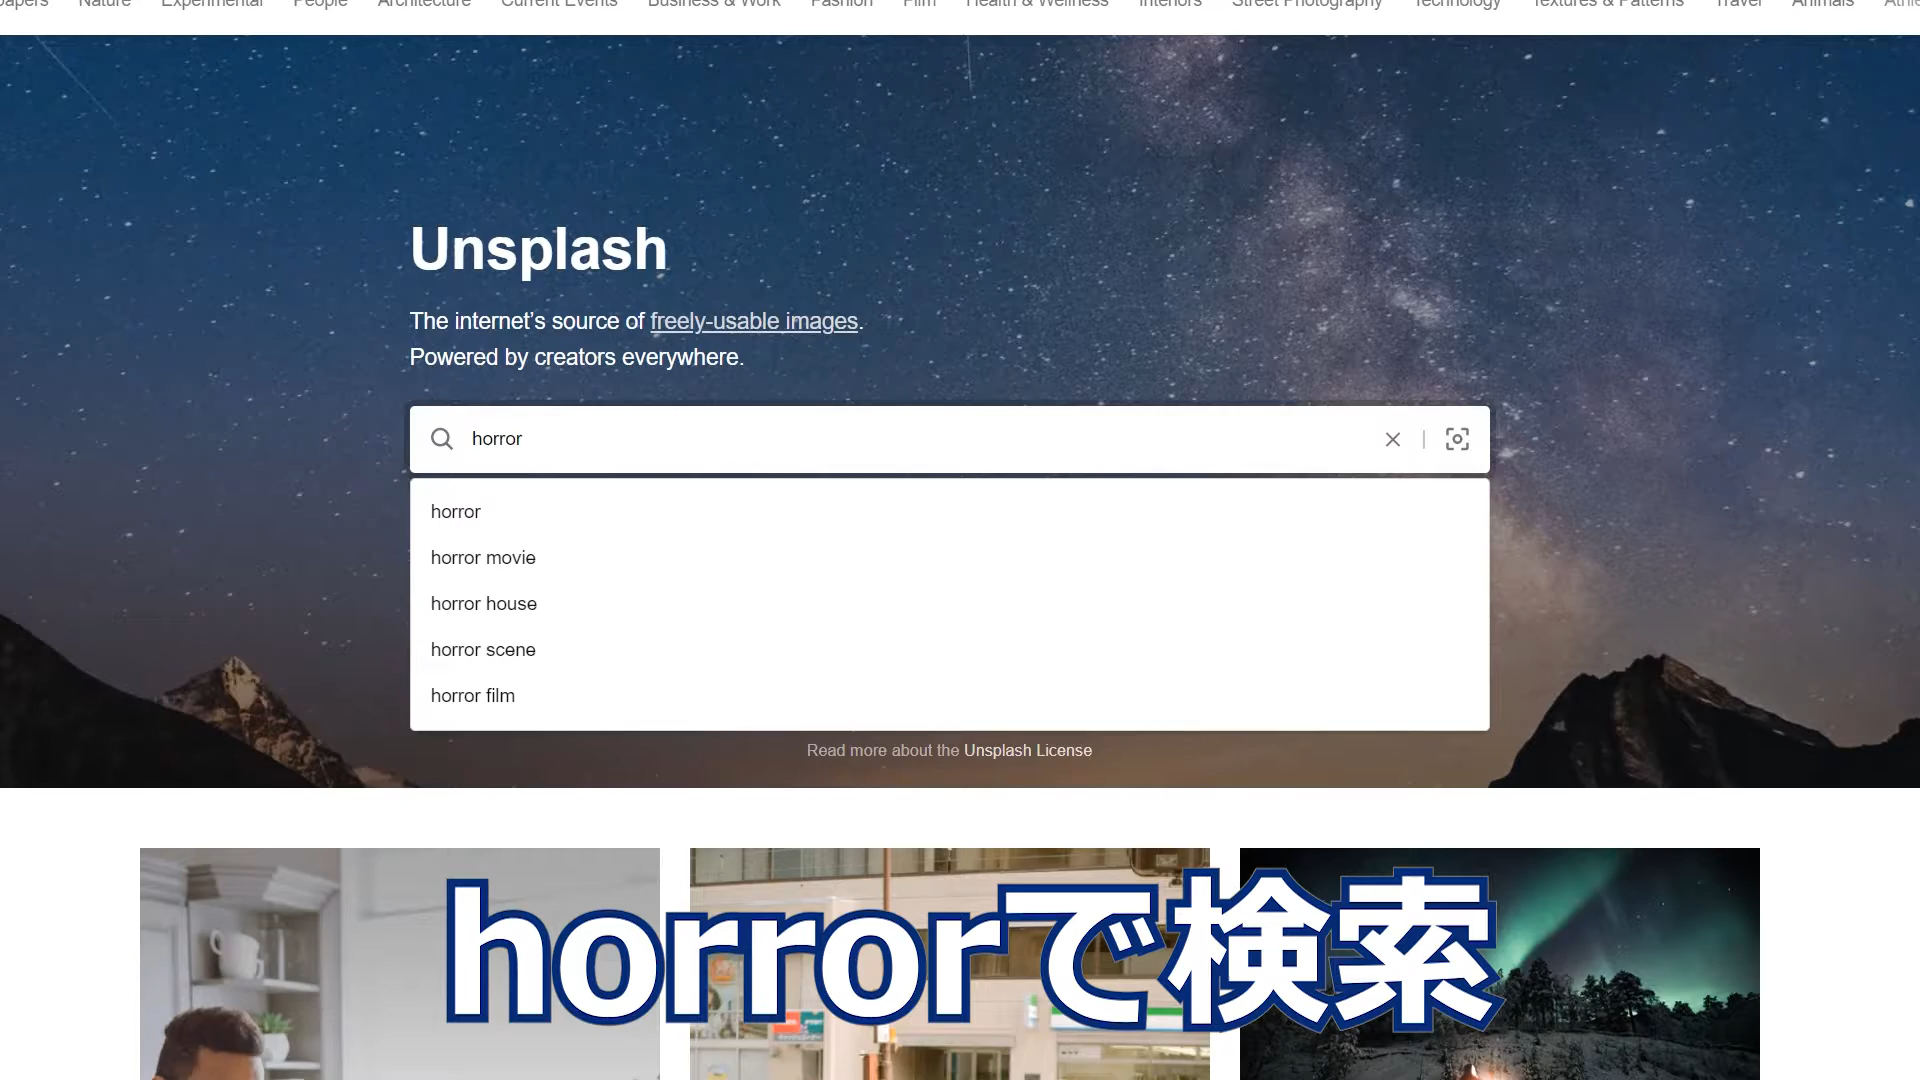 Nature Experimental People Architecture Current Events Business & Work Fashion Film Health & Wellness Interiors Street Photography Technology Textures & Patterns Travel Animals
Unsplash
The internet's source of freely-usable images.
Powered by creators everywhere.
horror
horror
horror movie
horror house
horror scene
horror film
Read more about the Unsplash License
horrorで検索